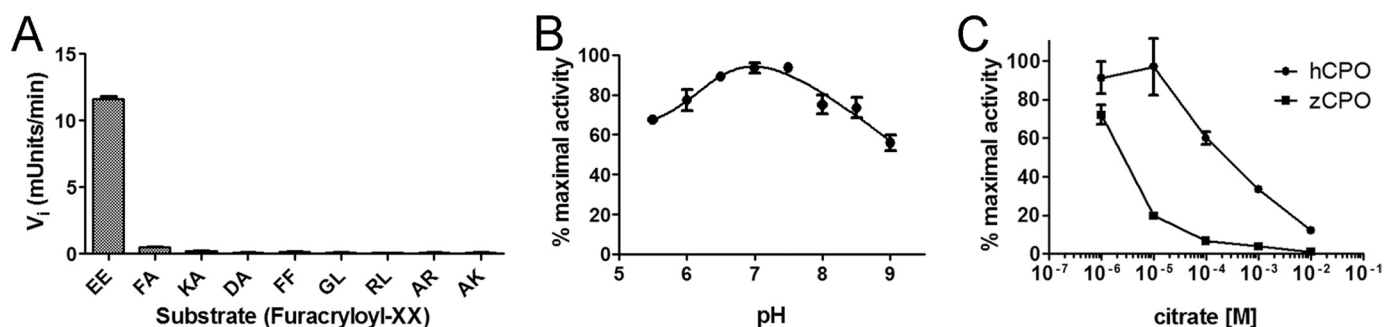 A
V_i (mUnits/min)
15
10
5
0
EE
FA
KA
DA
FF
GL
RL
AR
AK
Substrate (Furacryloyl-XX)
B
% maximal activity
100
80
60
40
20
0
5
6
7
8
9
pH
C
% maximal activity
100
80
60
40
20
0
10^-7
10^-6
10^-5
10^-4
10^-3
10^-2
10^-1
citrate [M]
hCPO
zCPO